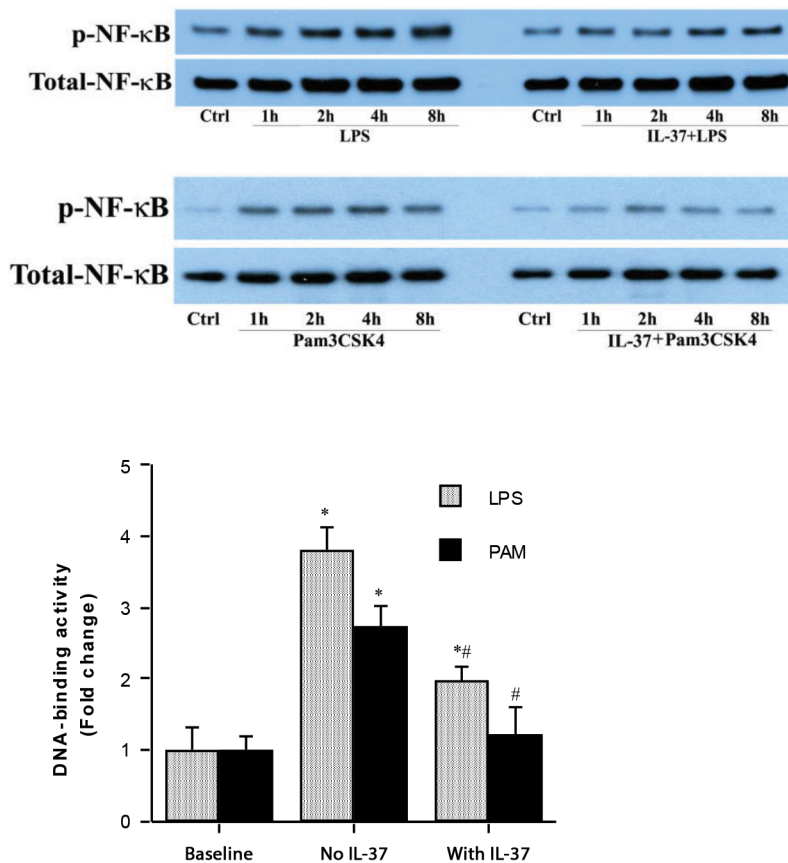 p-NF-κB
Total-NF-κB
Ctrl 1h 2h 4h 8h Ctrl 1h 2h 4h 8h
LPS IL-37+LPS
p-NF-κB
Total-NF-κB
Ctrl 1h 2h 4h 8h Ctrl 1h 2h 4h 8h
Pam3CSK4 IL-37+Pam3CSK4
DNA-binding activity
(Fold change)
5
4
3
2
1
0
LPS
PAM
*
*
*#
#
Baseline No IL-37 With IL-37